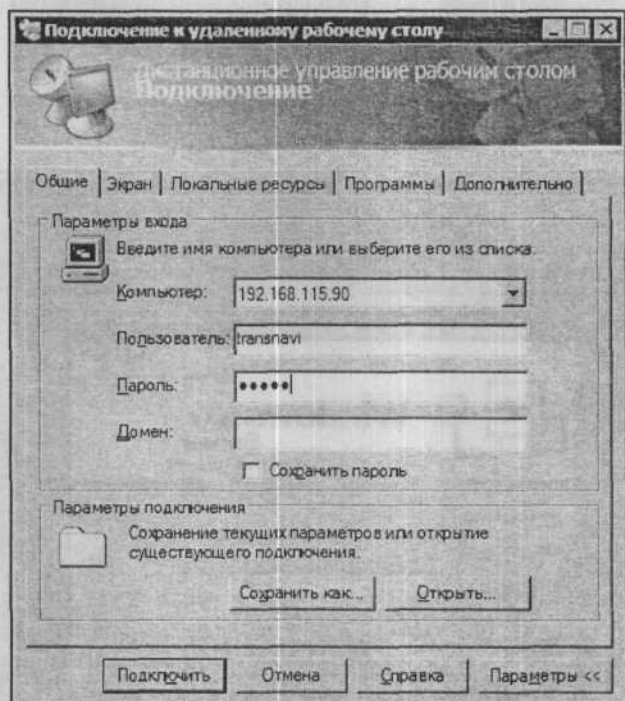 Подключение к удаленному рабочему столу
Дистанционное управление рабочим столом
Подключение
Общие Экран Локальные ресурсы Программы Дополнительно
Параметры входа
Введите имя компьютера или выберите его из списка.
Компьютер: 192.168.115.90
Пользователь: transnavi
Пароль: •••••
Домен:
Сохранить пароль
Параметры подключения
Сохранение текущих параметров или открытие
существующего подключения.
Сохранить как... Открыть...
Подключить Отмена Справка Параметры <<